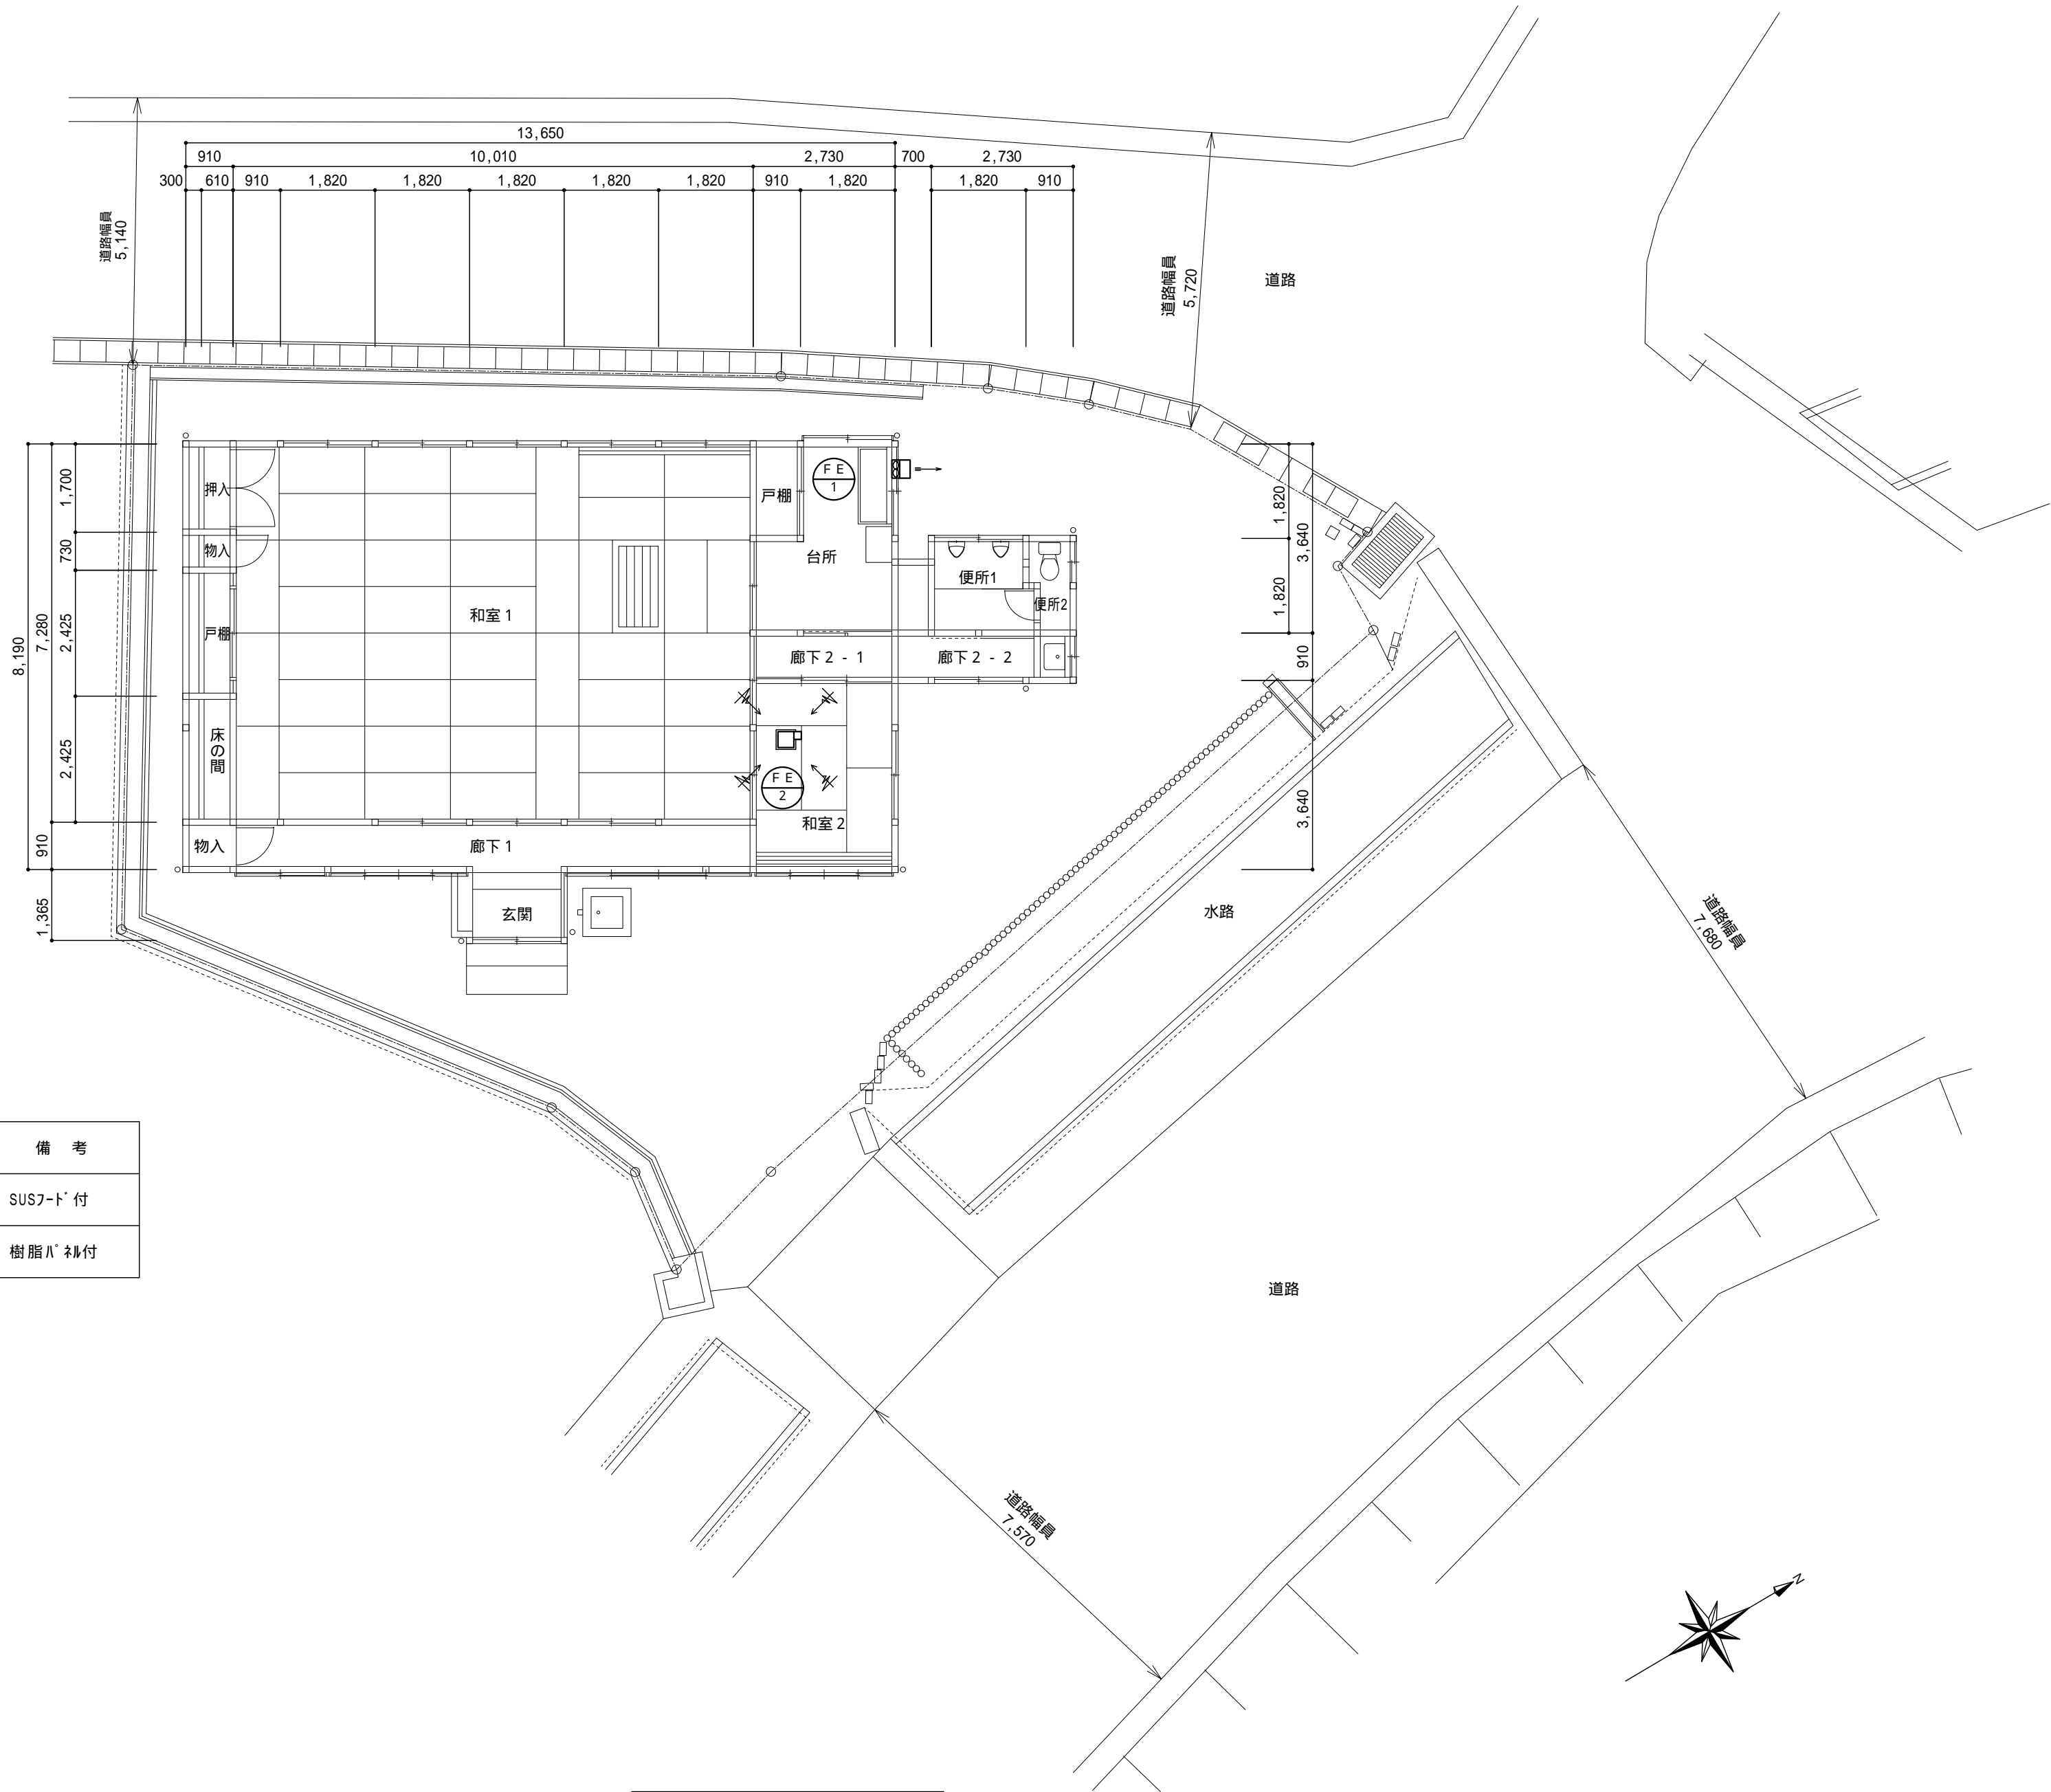 13,650
910 10,010 2,730 700 2,730
300 610 910 1,820 1,820 1,820 1,820 1,820 910 1,820 1,820 910
道路幅員
5,140
道路幅員
5,720
道路
8,190
7,280
910
1,365
1,700
730
2,425
2,425
押入
物入
戸棚
床の間
物入
和室1
廊下1
玄関
戸棚
FE
1
台所
便所1
便所2
廊下2-1
廊下2-2
FE
2
和室2
1,820
1,820
3,640
910
3,640
水路
道路幅員
7,680
備 考
SUSフード付
樹脂パネル付
道路
道路幅員
7,570
N